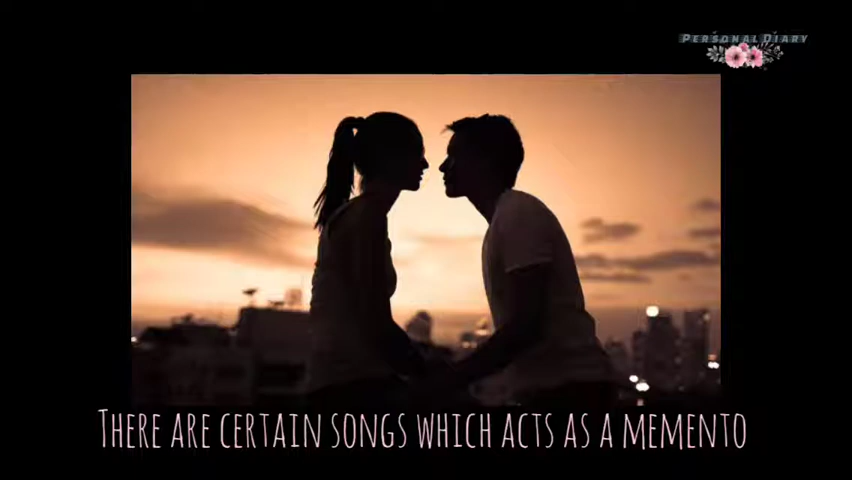 Personal Diary
There are certain songs which acts as a memento